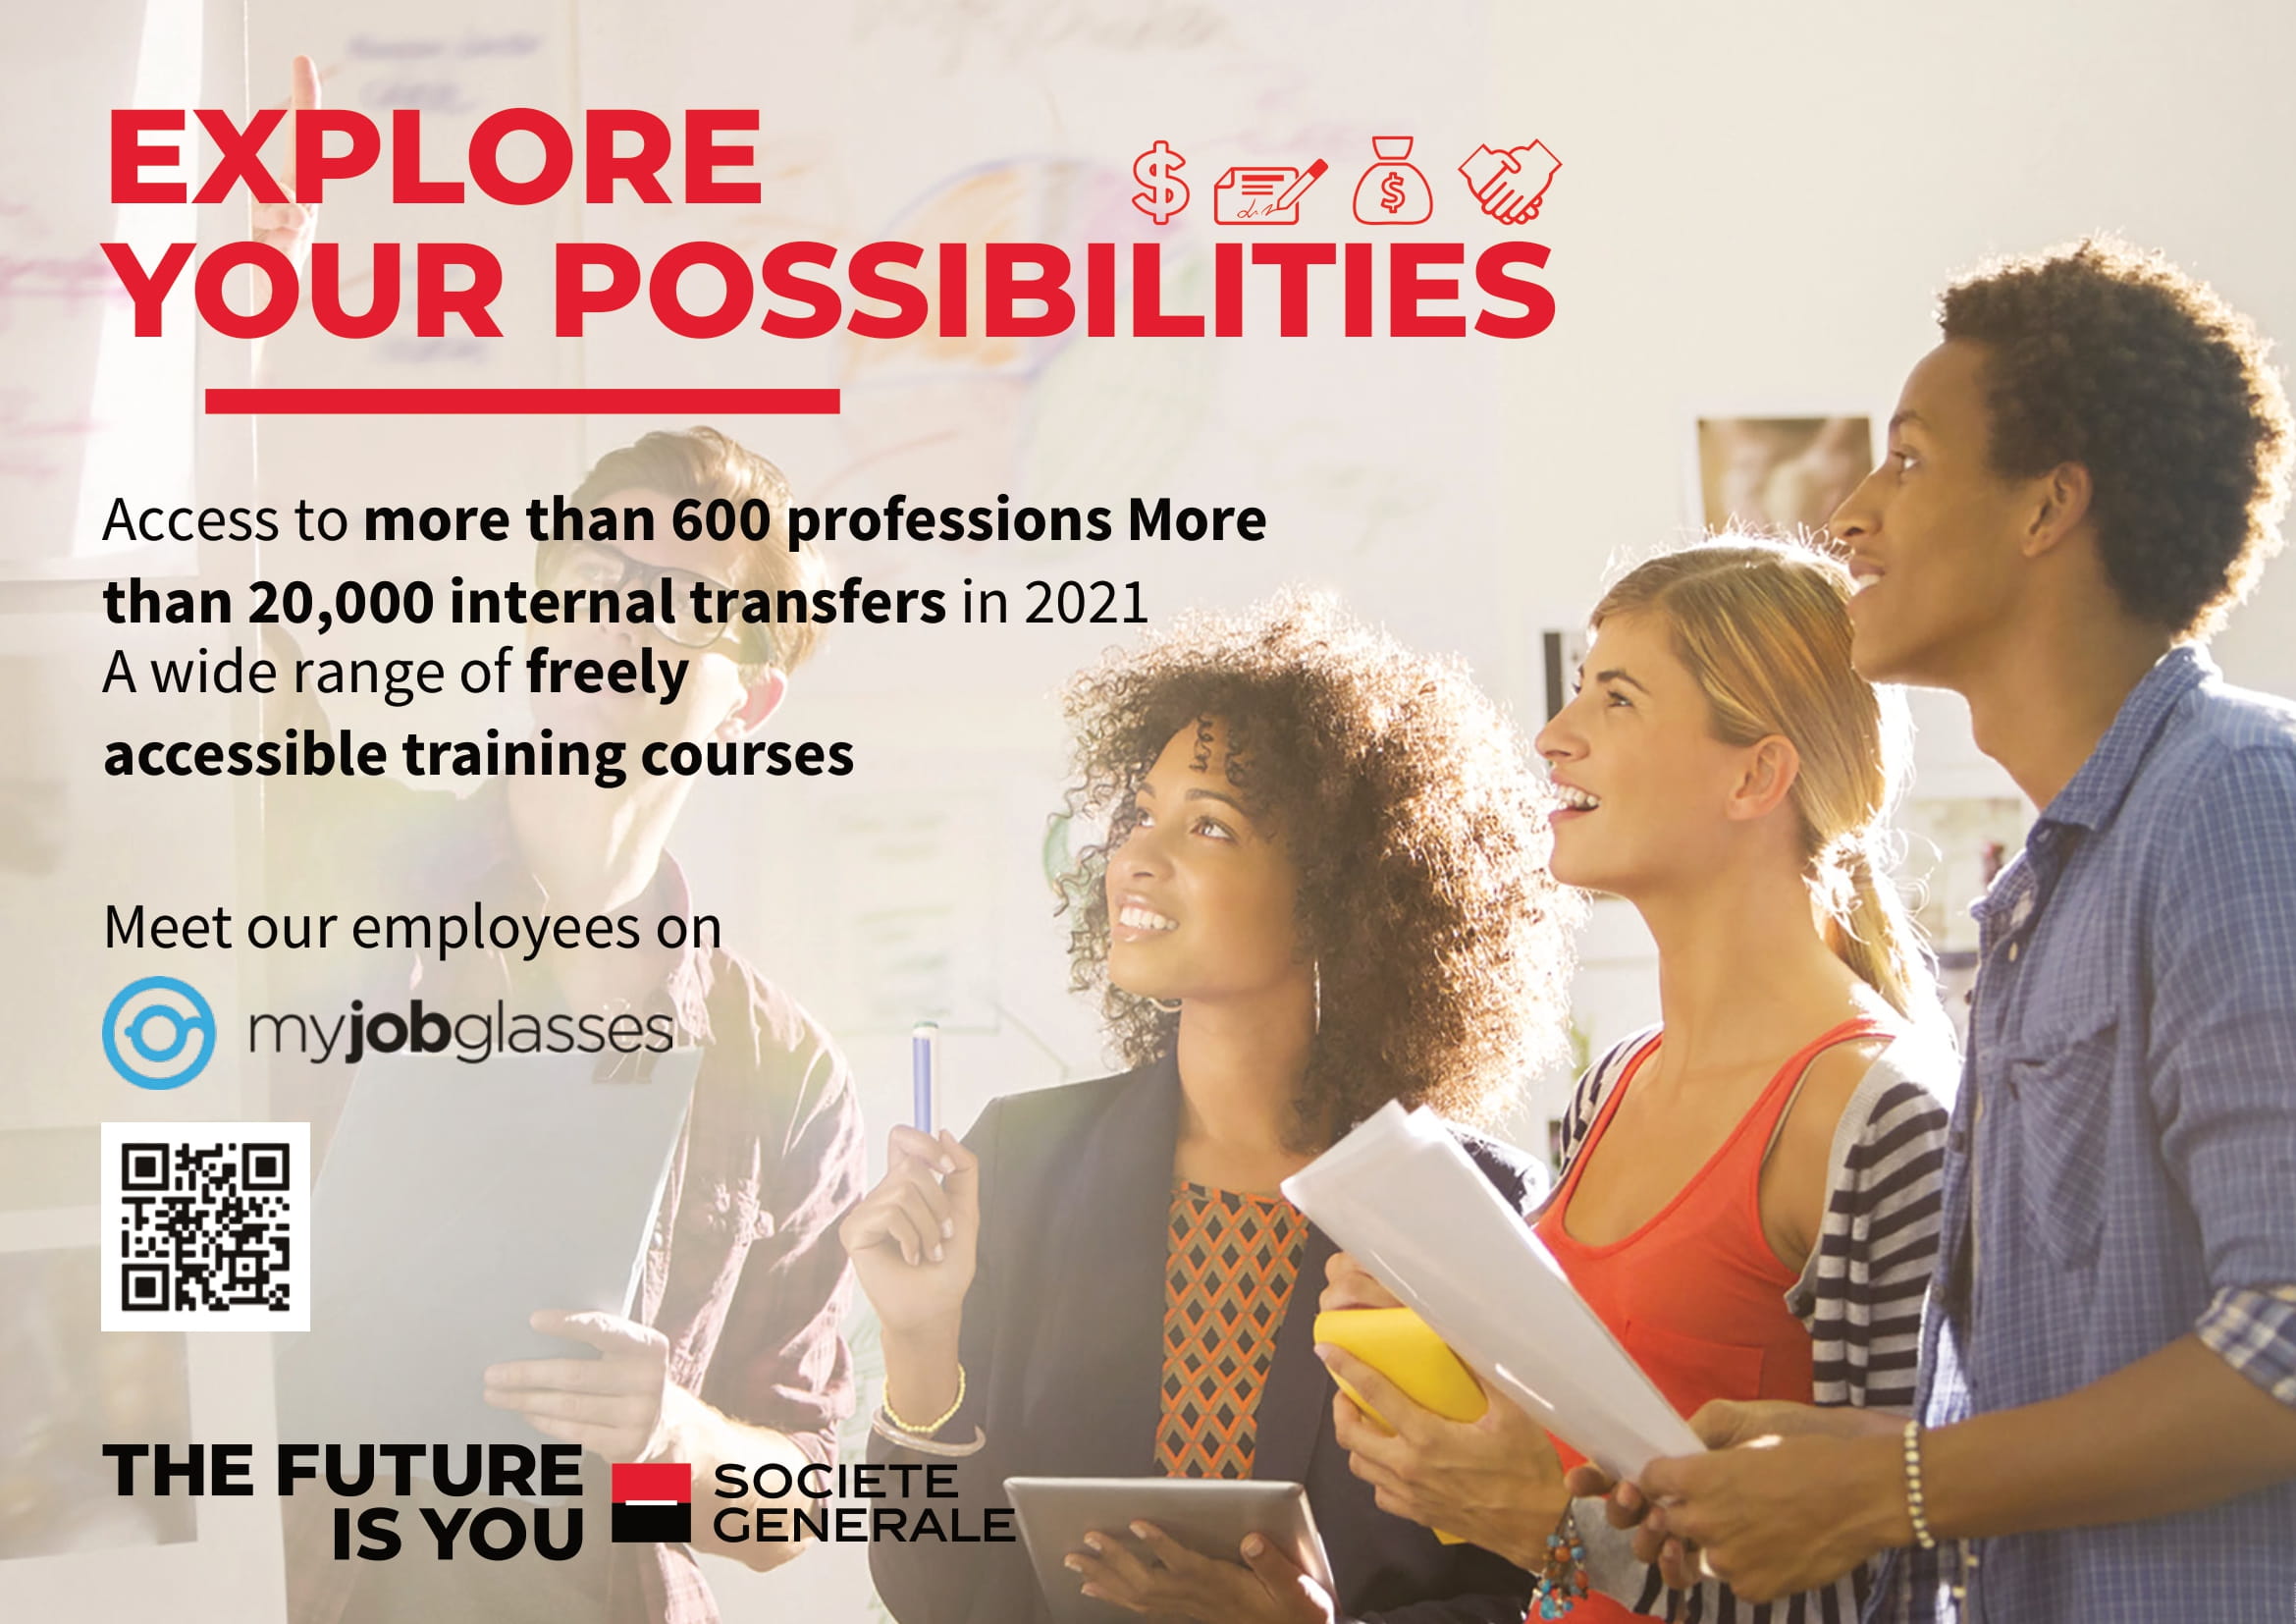 EXPLORE
YOUR POSSIBILITIES
Access to more than 600 professions More
than 20,000 internal transfers in 2021
A wide range of freely
accessible training courses
Meet our employees on
myjobglasses
THE FUTURE
IS YOU
SOCIETE
GENERALE